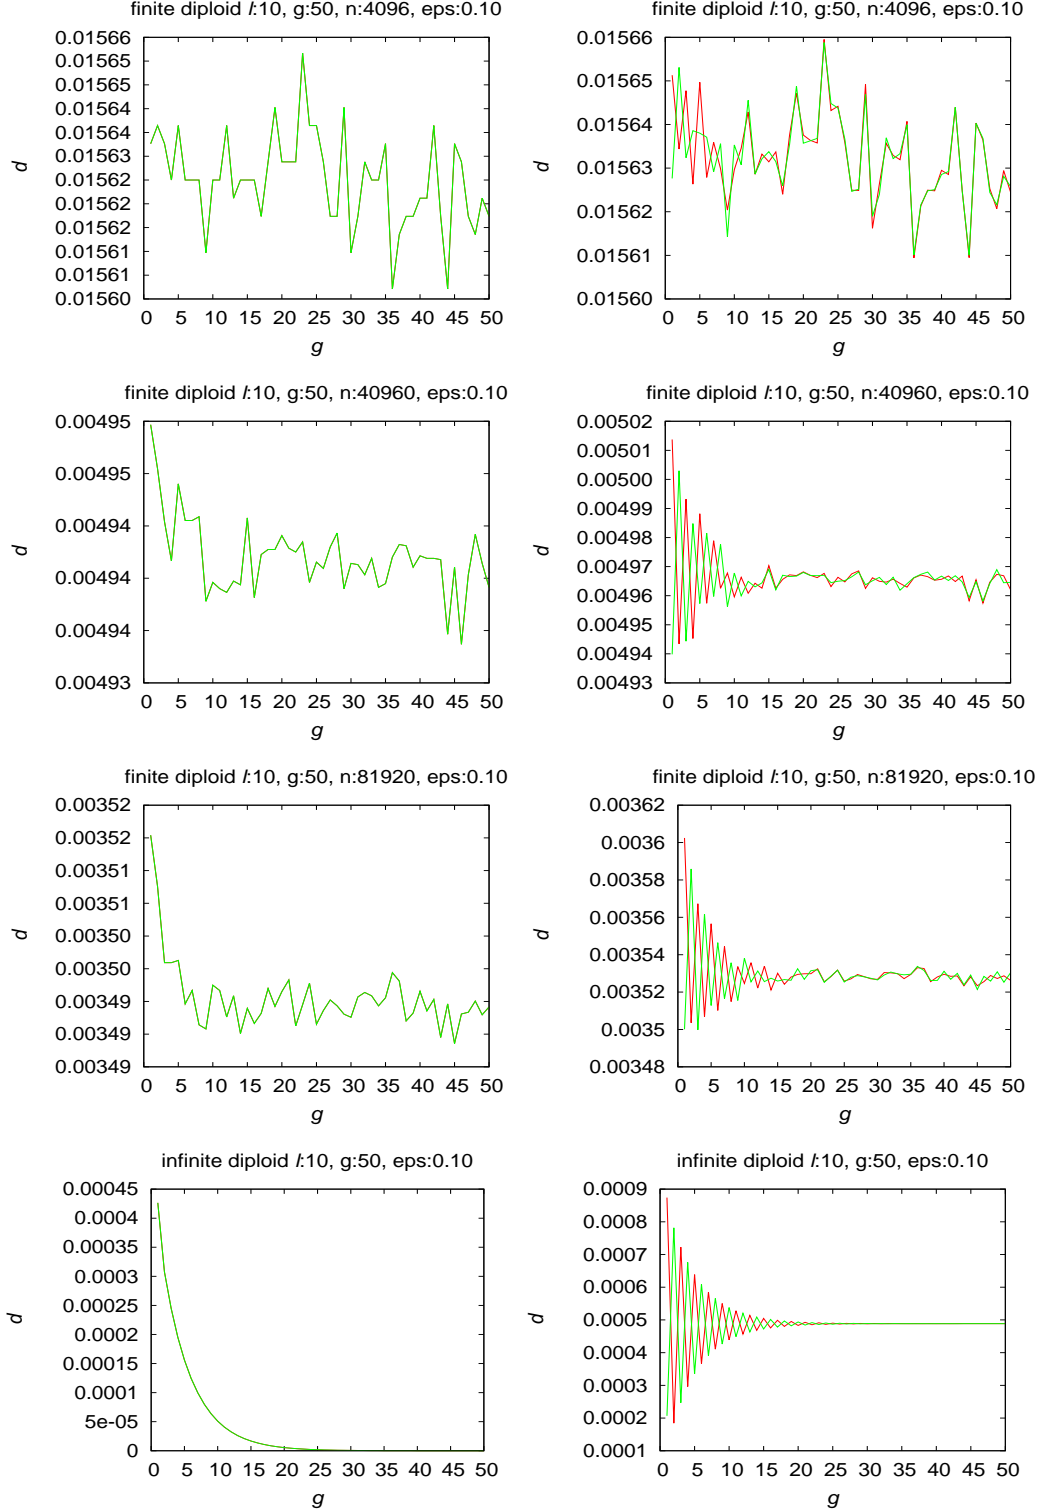 finite diploid l:10, g:50, n:4096, eps:0.10
0.01566
0.01565
0.01565
0.01564
0.01564
0.01563
0.01563
0.01562
0.01562
0.01561
0.01561
0.01560
d
0 5 10 15 20 25 30 35 40 45 50
g
finite diploid l:10, g:50, n:4096, eps:0.10
0.01566
0.01565
0.01564
0.01563
0.01562
0.01561
0.01560
d
0 5 10 15 20 25 30 35 40 45 50
g
finite diploid l:10, g:50, n:40960, eps:0.10
0.00495
0.00495
0.00494
0.00494
0.00494
0.00493
d
0 5 10 15 20 25 30 35 40 45 50
g
finite diploid l:10, g:50, n:40960, eps:0.10
0.00502
0.00501
0.00500
0.00499
0.00498
0.00497
0.00496
0.00495
0.00494
0.00493
d
0 5 10 15 20 25 30 35 40 45 50
g
finite diploid l:10, g:50, n:81920, eps:0.10
0.00352
0.00352
0.00351
0.00351
0.00350
0.00350
0.00349
0.00349
0.00349
d
0 5 10 15 20 25 30 35 40 45 50
g
finite diploid l:10, g:50, n:81920, eps:0.10
0.00362
0.0036
0.00358
0.00356
0.00354
0.00352
0.0035
0.00348
d
0 5 10 15 20 25 30 35 40 45 50
g
infinite diploid l:10, g:50, eps:0.10
0.00045
0.0004
0.00035
0.0003
0.00025
0.0002
0.00015
0.0001
5e-05
0
d
0 5 10 15 20 25 30 35 40 45 50
g
infinite diploid l:10, g:50, eps:0.10
0.0009
0.0008
0.0007
0.0006
0.0005
0.0004
0.0003
0.0002
0.0001
d
0 5 10 15 20 25 30 35 40 45 50
g